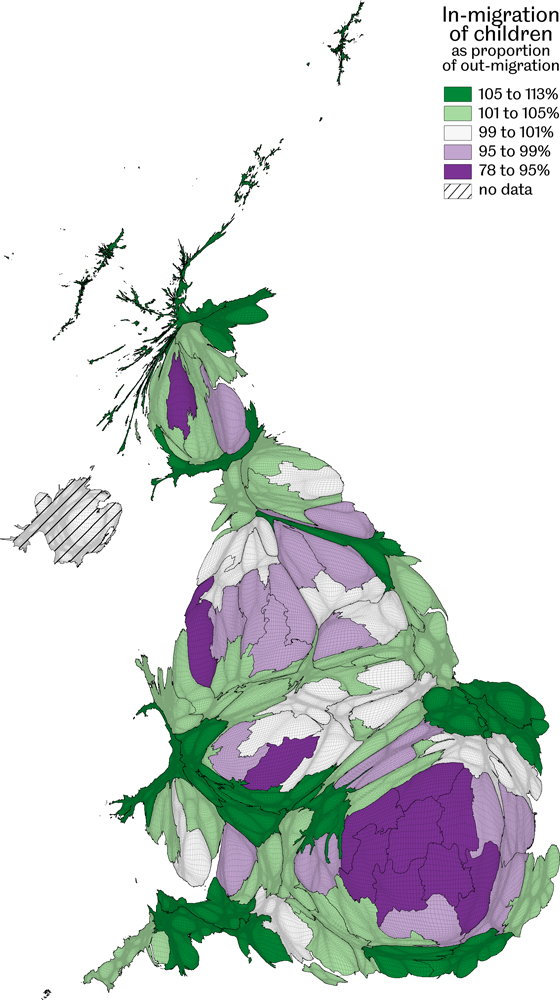 In-migration
of children
as proportion
of out-migration
105 to 113%
101 to 105%
99 to 101%
95 to 99%
78 to 95%
no data